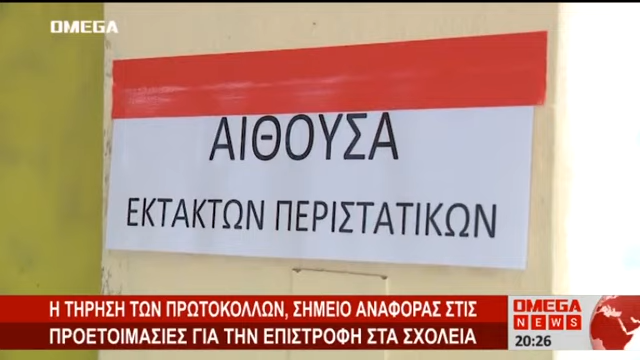 OMEGA
ΑΙΘΟΥΣΑ
ΕΚΤΑΚΤΩΝ ΠΕΡΙΣΤΑΤΙΚΩΝ
Η ΤΗΡΗΣΗ ΤΩΝ ΠΡΩΤΟΚΟΛΛΩΝ, ΣΗΜΕΙΟ ΑΝΑΦΟΡΑΣ ΣΤΙΣ
ΠΡΟΕΤΟΙΜΑΣΙΕΣ ΓΙΑ ΤΗΝ ΕΠΙΣΤΡΟΦΗ ΣΤΑ ΣΧΟΛΕΙΑ
OMEGA
NEWS
20:26